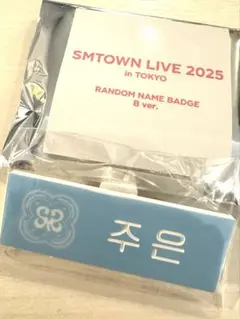 SMTOWN LIVE 2025
in TOKYO
RANDOM NAME BADGE
B ver.
주은